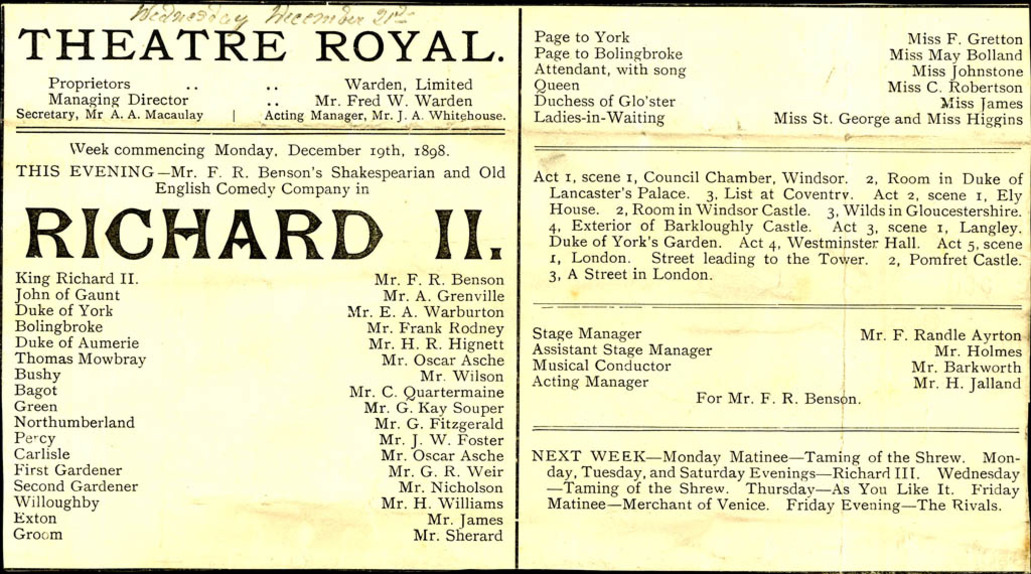 Wednesday December 21st
THEATRE ROYAL.
Proprietors .. .. Warden, Limited
Managing Director .. Mr. Fred W. Warden
Secretary, Mr A. A. Macaulay | Acting Manager, Mr. J. A. Whitehouse.
Week commencing Monday, December 19th, 1898.
THIS EVENING—Mr. F. R. Benson's Shakespearian and Old
English Comedy Company in
RICHARD II.
King Richard II. Mr. F. R. Benson
John of Gaunt Mr. A. Grenville
Duke of York Mr. E. A. Warburton
Bolingbroke Mr. Frank Rodney
Duke of Aumerie Mr. H. R. Hignett
Thomas Mowbray Mr. Oscar Asche
Bushy Mr. Wilson
Bagot Mr. C. Quartermaine
Green Mr. G. Kay Souper
Northumberland Mr. G. Fitzgerald
Percy Mr. J. W. Foster
Carlisle Mr. Oscar Asche
First Gardener Mr. G. R. Weir
Second Gardener Mr. Nicholson
Willoughby Mr. H. Williams
Exton Mr. James
Groom Mr. Sherard
Page to York Miss F. Gretton
Page to Bolingbroke Miss May Bolland
Attendant, with song Miss Johnstone
Queen Miss C. Robertson
Duchess of Glo'ster Miss James
Ladies-in-Waiting Miss St. George and Miss Higgins
Act 1, scene 1, Council Chamber, Windsor. 2, Room in Duke of
Lancaster's Palace. 3, List at Coventry. Act 2, scene 1, Ely
House. 2, Room in Windsor Castle. 3, Wilds in Gloucestershire.
4, Exterior of Barkloughly Castle. Act 3, scene 1, Langley.
Duke of York's Garden. Act 4, Westminster Hall. Act 5, scene
1, London. Street leading to the Tower. 2, Pomfret Castle.
3, A Street in London.
Stage Manager Mr. F. Randle Ayrton
Assistant Stage Manager Mr. Holmes
Musical Conductor Mr. Barkworth
Acting Manager Mr. H. Jalland
For Mr. F. R. Benson.
NEXT WEEK—Monday Matinee—Taming of the Shrew. Mon-
day, Tuesday, and Saturday Evenings—Richard III. Wednesday
—Taming of the Shrew. Thursday—As You Like It. Friday
Matinee—Merchant of Venice. Friday Evening—The Rivals.